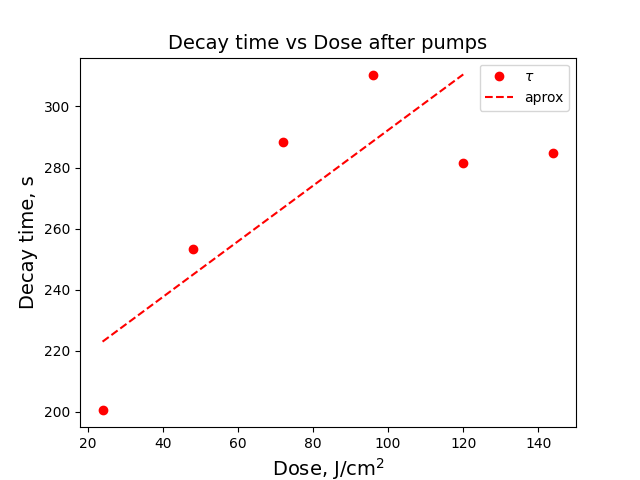 Decay time vs Dose after pumps
τ
aprox
Decay time, s
300
280
260
240
220
200
20 40 60 80 100 120 140
Dose, J/cm²